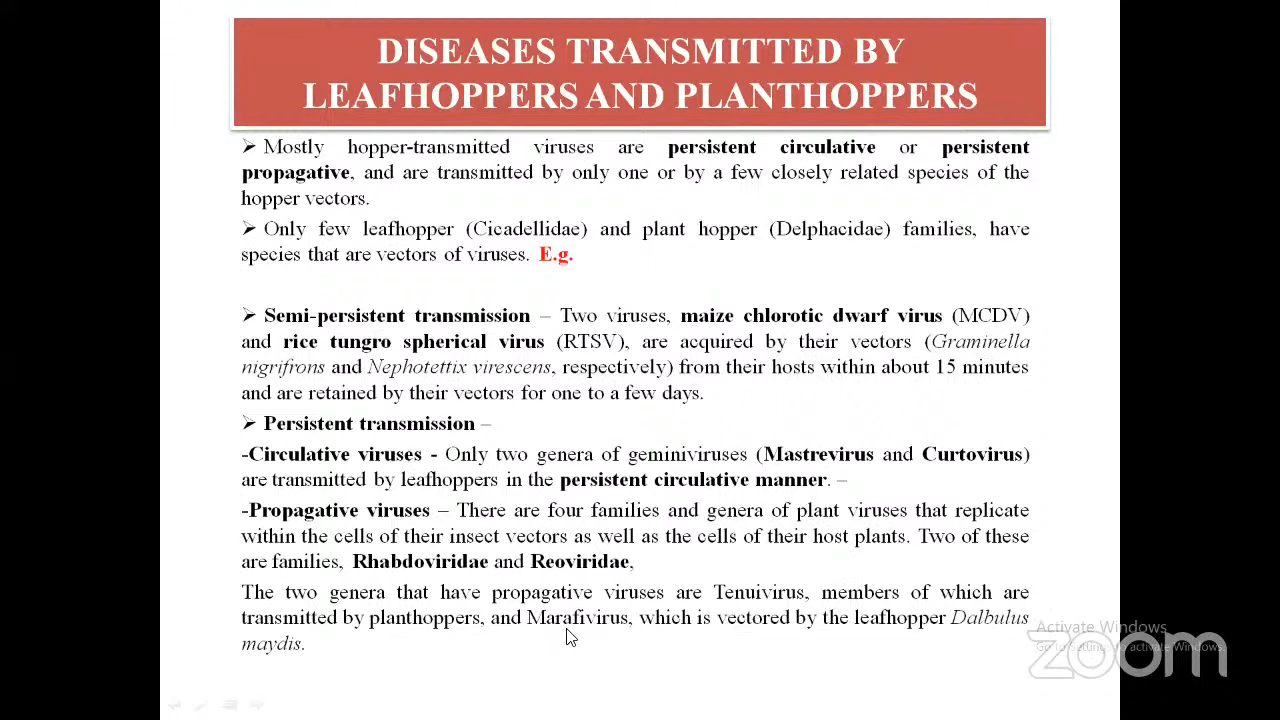 DISEASES TRANSMITTED BY
LEAFHOPPERS AND PLANTHOPPERS
➢ Mostly hopper-transmitted viruses are persistent circulative or persistent
propagative, and are transmitted by only one or by a few closely related species of the
hopper vectors.
➢ Only few leafhopper (Cicadellidae) and plant hopper (Delphacidae) families, have
species that are vectors of viruses. E.g.
➢ Semi-persistent transmission – Two viruses, maize chlorotic dwarf virus (MCDV)
and rice tungro spherical virus (RTSV), are acquired by their vectors (Graminella
nigrifrons and Nephotettix virescens, respectively) from their hosts within about 15 minutes
and are retained by their vectors for one to a few days.
➢ Persistent transmission –
-Circulative viruses - Only two genera of geminiviruses (Mastrevirus and Curtovirus)
are transmitted by leafhoppers in the persistent circulative manner. –
-Propagative viruses – There are four families and genera of plant viruses that replicate
within the cells of their insect vectors as well as the cells of their host plants. Two of these
are families, Rhabdoviridae and Reoviridae,
The two genera that have propagative viruses are Tenuivirus, members of which are
transmitted by planthoppers, and Marafivirus, which is vectored by the leafhopper Dalbulus
maydis.
Activate Windows
Go to Settings to activate Windows.
zoom